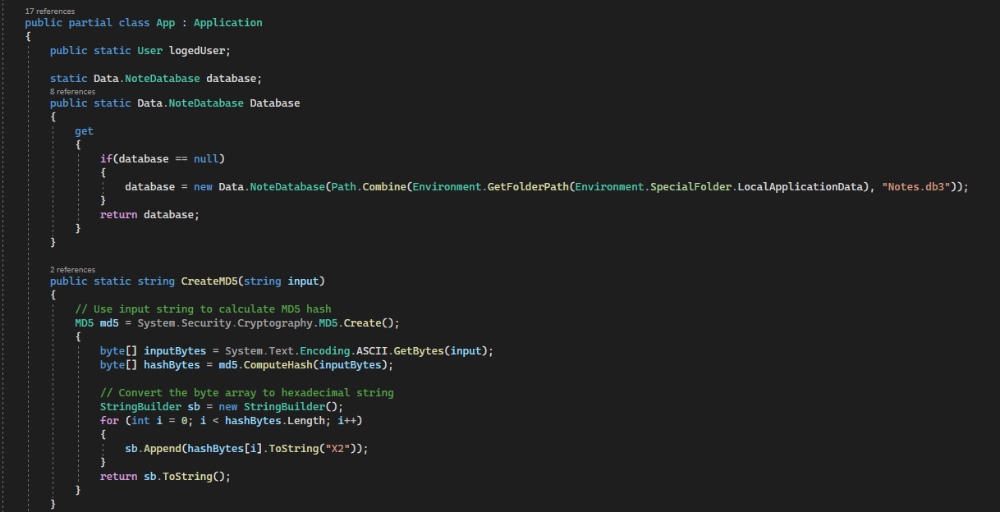 17 references
public partial class App : Application
{
public static User logedUser;
static Data.NoteDatabase database;
8 references
public static Data.NoteDatabase Database
{
get
{
if(database == null)
{
database = new Data.NoteDatabase(Path.Combine(Environment.GetFolderPath(Environment.SpecialFolder.LocalApplicationData), "Notes.db3"));
}
return database;
}
}
2 references
public static string CreateMD5(string input)
{
// Use input string to calculate MD5 hash
MD5 md5 = System.Security.Cryptography.MD5.Create();
{
byte[] inputBytes = System.Text.Encoding.ASCII.GetBytes(input);
byte[] hashBytes = md5.ComputeHash(inputBytes);
// Convert the byte array to hexadecimal string
StringBuilder sb = new StringBuilder();
for (int i = 0; i < hashBytes.Length; i++)
{
sb.Append(hashBytes[i].ToString("X2"));
}
return sb.ToString();
}
}